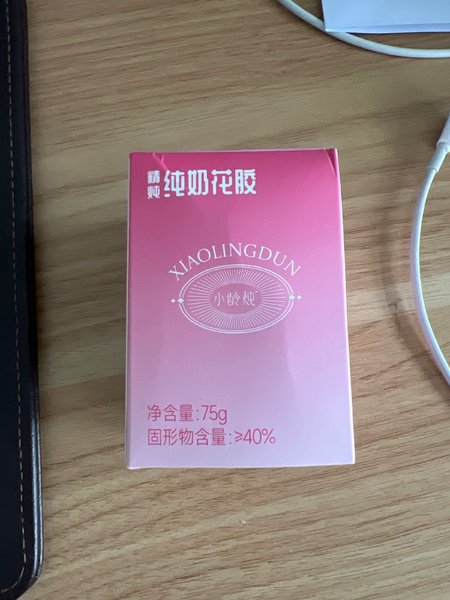 精炖 纯奶花胶
XIAOLINGDUN
小龄炖
净含量:75g
固形物含量:≥40%